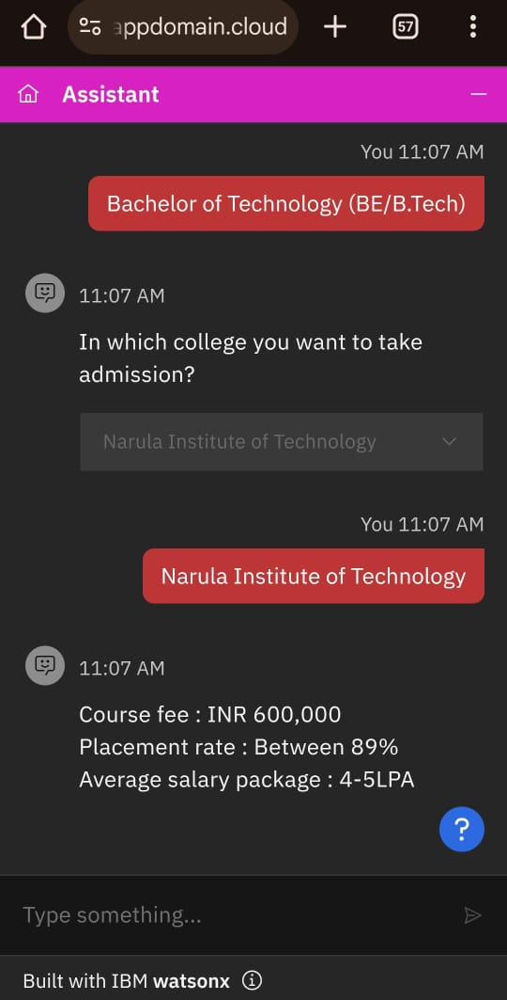 appdomain.cloud
57
Assistant
You 11:07 AM
Bachelor of Technology (BE/B.Tech)
11:07 AM
In which college you want to take
admission?
Narula Institute of Technology
You 11:07 AM
Narula Institute of Technology
11:07 AM
Course fee : INR 600,000
Placement rate : Between 89%
Average salary package : 4-5LPA
?
Type something...
Built with IBM watsonx